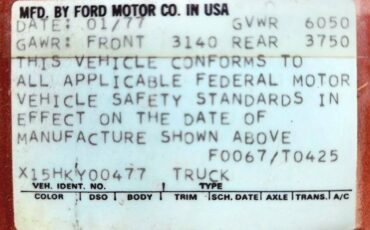 MFD. BY FORD MOTOR CO. IN USA
DATE: 01/77 GVWR 6050
GAWR: FRONT 3140 REAR 3750
THIS VEHICLE CONFORMS TO
ALL APPLICABLE FEDERAL MOTOR
VEHICLE SAFETY STANDARDS IN
EFFECT ON THE DATE OF
MANUFACTURE SHOWN ABOVE
F0067/T0425
X15HKY00477 TRUCK
VEH. IDENT. NO. TYPE
COLOR DSO BODY TRIM SCH. DATE AXLE TRANS. A/C